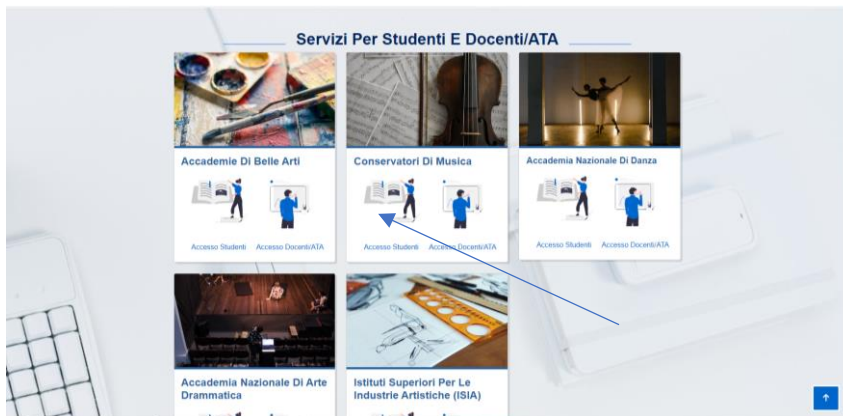 Servizi Per Studenti E Docenti/ATA
Accademie Di Belle Arti
Accesso Studenti Accesso Docenti/ATA
Conservatori Di Musica
Accesso Studenti Accesso Docenti/ATA
Accademia Nazionale Di Danza
Accesso Studenti Accesso Docenti/ATA
Accademia Nazionale Di Arte
Drammatica
Istituti Superiori Per Le
Industrie Artistiche (ISIA)